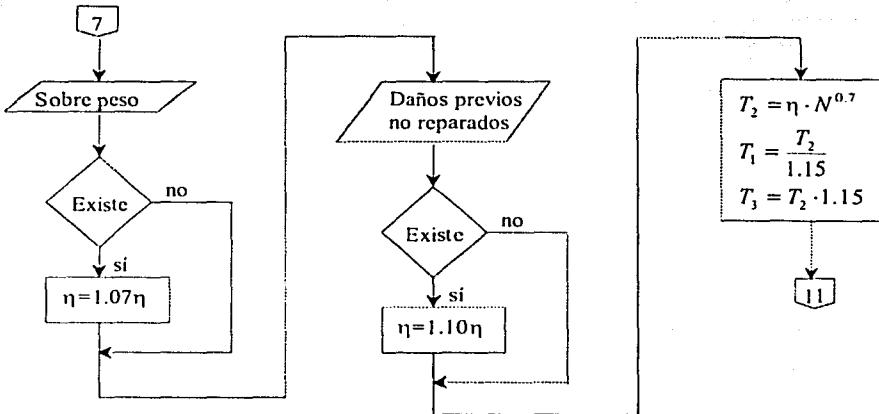 7
Sobre peso
Existe
no
sí
η=1.07η
Daños previos
no reparados
Existe
no
sí
η=1.10η
T₂ = η · N^0.7
T₁ = T₂ / 1.15
T₃ = T₂ · 1.15
11